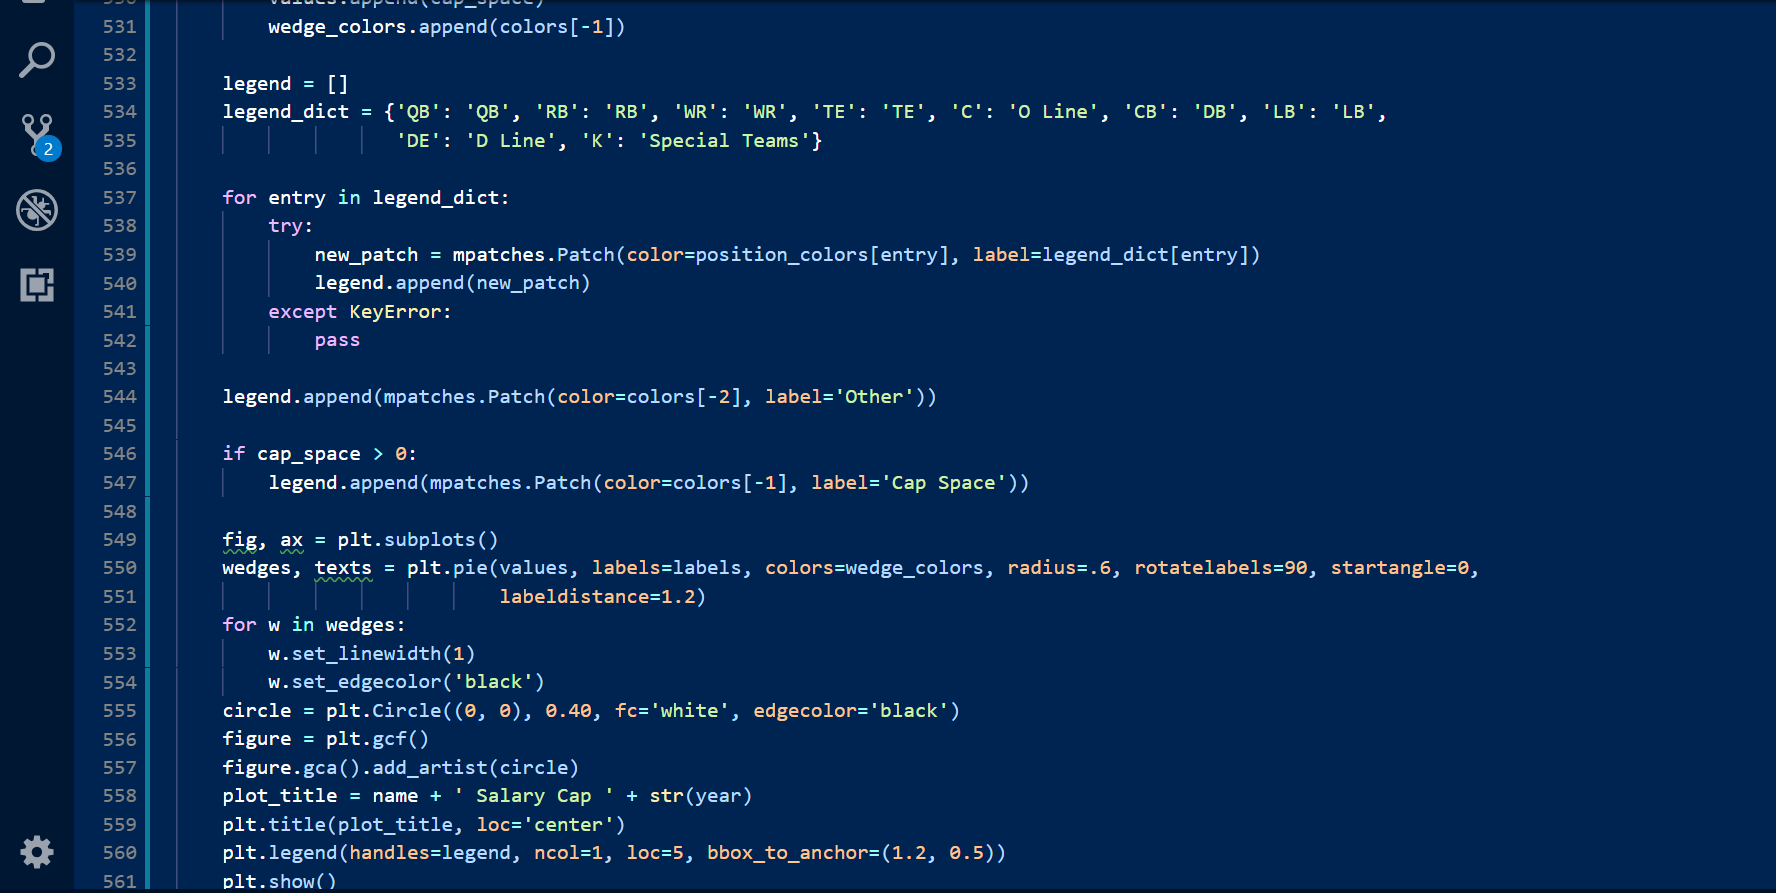 530 values.append(cap_space)
531 wedge_colors.append(colors[-1])
532
533 legend = []
534 legend_dict = {'QB': 'QB', 'RB': 'RB', 'WR': 'WR', 'TE': 'TE', 'C': 'O Line', 'CB': 'DB', 'LB': 'LB',
535 'DE': 'D Line', 'K': 'Special Teams'}
536
537 for entry in legend_dict:
538 try:
539 new_patch = mpatches.Patch(color=position_colors[entry], label=legend_dict[entry])
540 legend.append(new_patch)
541 except KeyError:
542 pass
543
544 legend.append(mpatches.Patch(color=colors[-2], label='Other'))
545
546 if cap_space > 0:
547 legend.append(mpatches.Patch(color=colors[-1], label='Cap Space'))
548
549 fig, ax = plt.subplots()
550 wedges, texts = plt.pie(values, labels=labels, colors=wedge_colors, radius=.6, rotatelabels=90, startangle=0,
551 labeldistance=1.2)
552 for w in wedges:
553 w.set_linewidth(1)
554 w.set_edgecolor('black')
555 circle = plt.Circle((0, 0), 0.40, fc='white', edgecolor='black')
556 figure = plt.gcf()
557 figure.gca().add_artist(circle)
558 plot_title = name + ' Salary Cap ' + str(year)
559 plt.title(plot_title, loc='center')
560 plt.legend(handles=legend, ncol=1, loc=5, bbox_to_anchor=(1.2, 0.5))
561 plt.show()
2